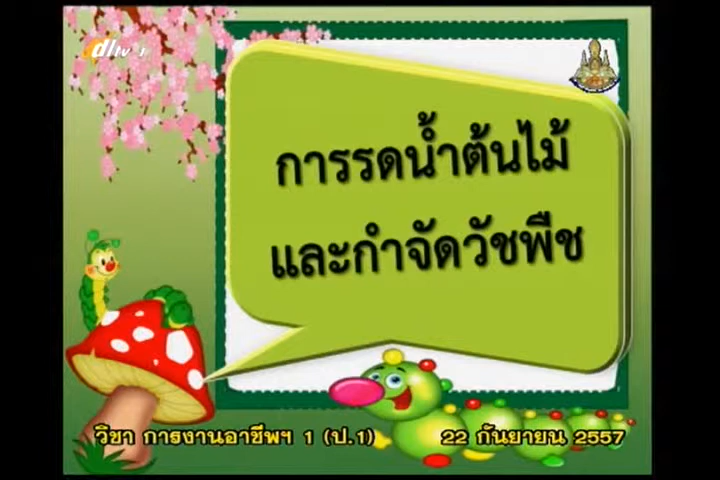 dltv 1
การรดน้ำต้นไม้
และกำจัดวัชพืช
วิชา การงานอาชีพฯ 1 (ป.1) 22 กันยายน 2557